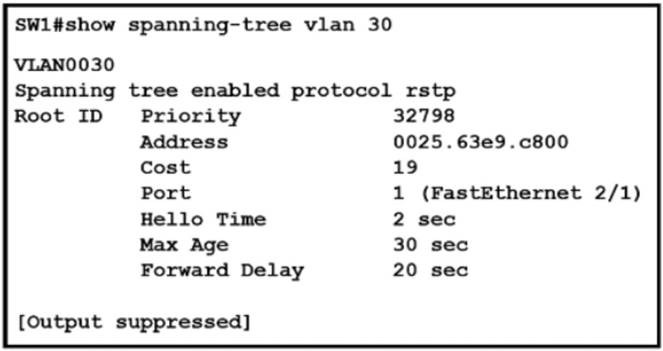 SW1#show spanning-tree vlan 30
VLAN0030
Spanning tree enabled protocol rstp
Root ID Priority 32798
Address 0025.63e9.c800
Cost 19
Port 1 (FastEthernet 2/1)
Hello Time 2 sec
Max Age 30 sec
Forward Delay 20 sec
[Output suppressed]